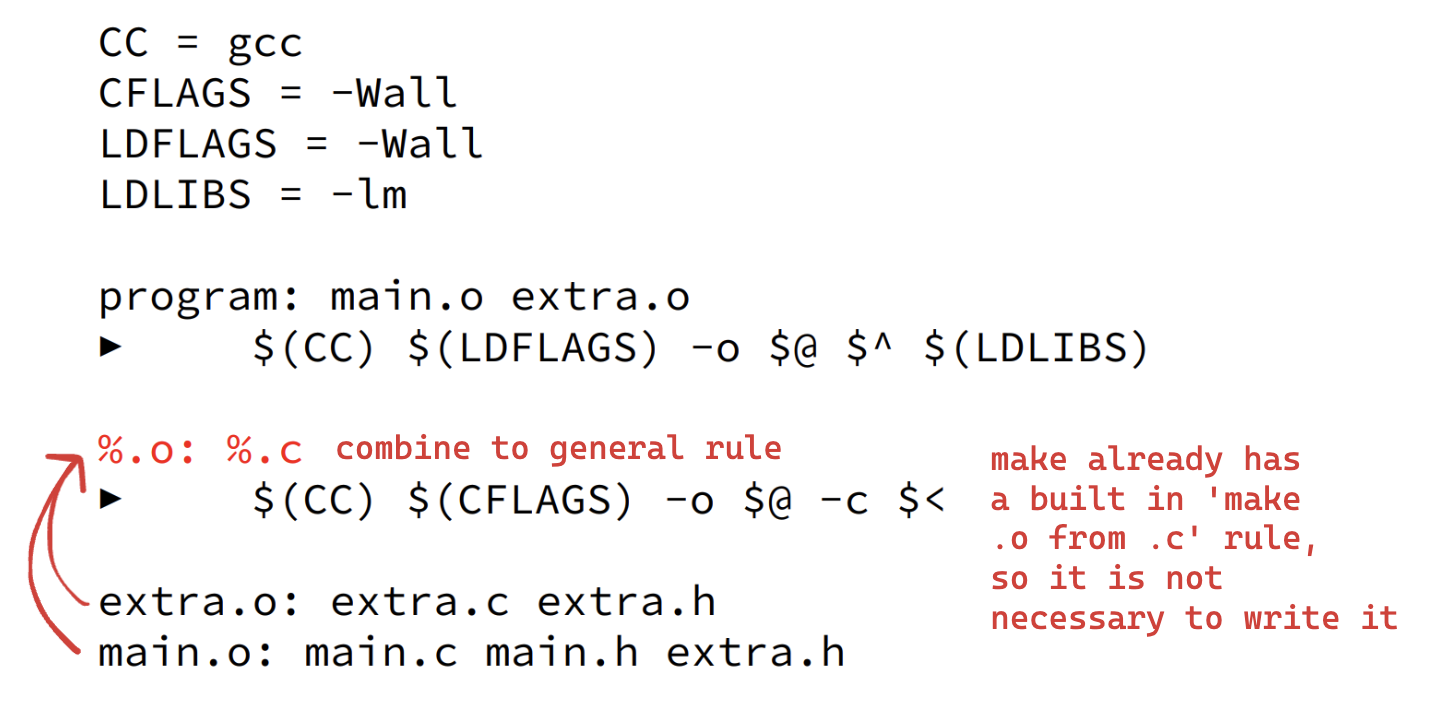 CC = gcc
CFLAGS = -Wall
LDFLAGS = -Wall
LDLIBS = -lm
program: main.o extra.o
► $(CC) $(LDFLAGS) -o $@ $^ $(LDLIBS)
%.o: %.c combine to general rule
► $(CC) $(CFLAGS) -o $@ -c $<
make already has
a built in 'make
.o from .c' rule,
so it is not
necessary to write it
extra.o: extra.c extra.h
main.o: main.c main.h extra.h